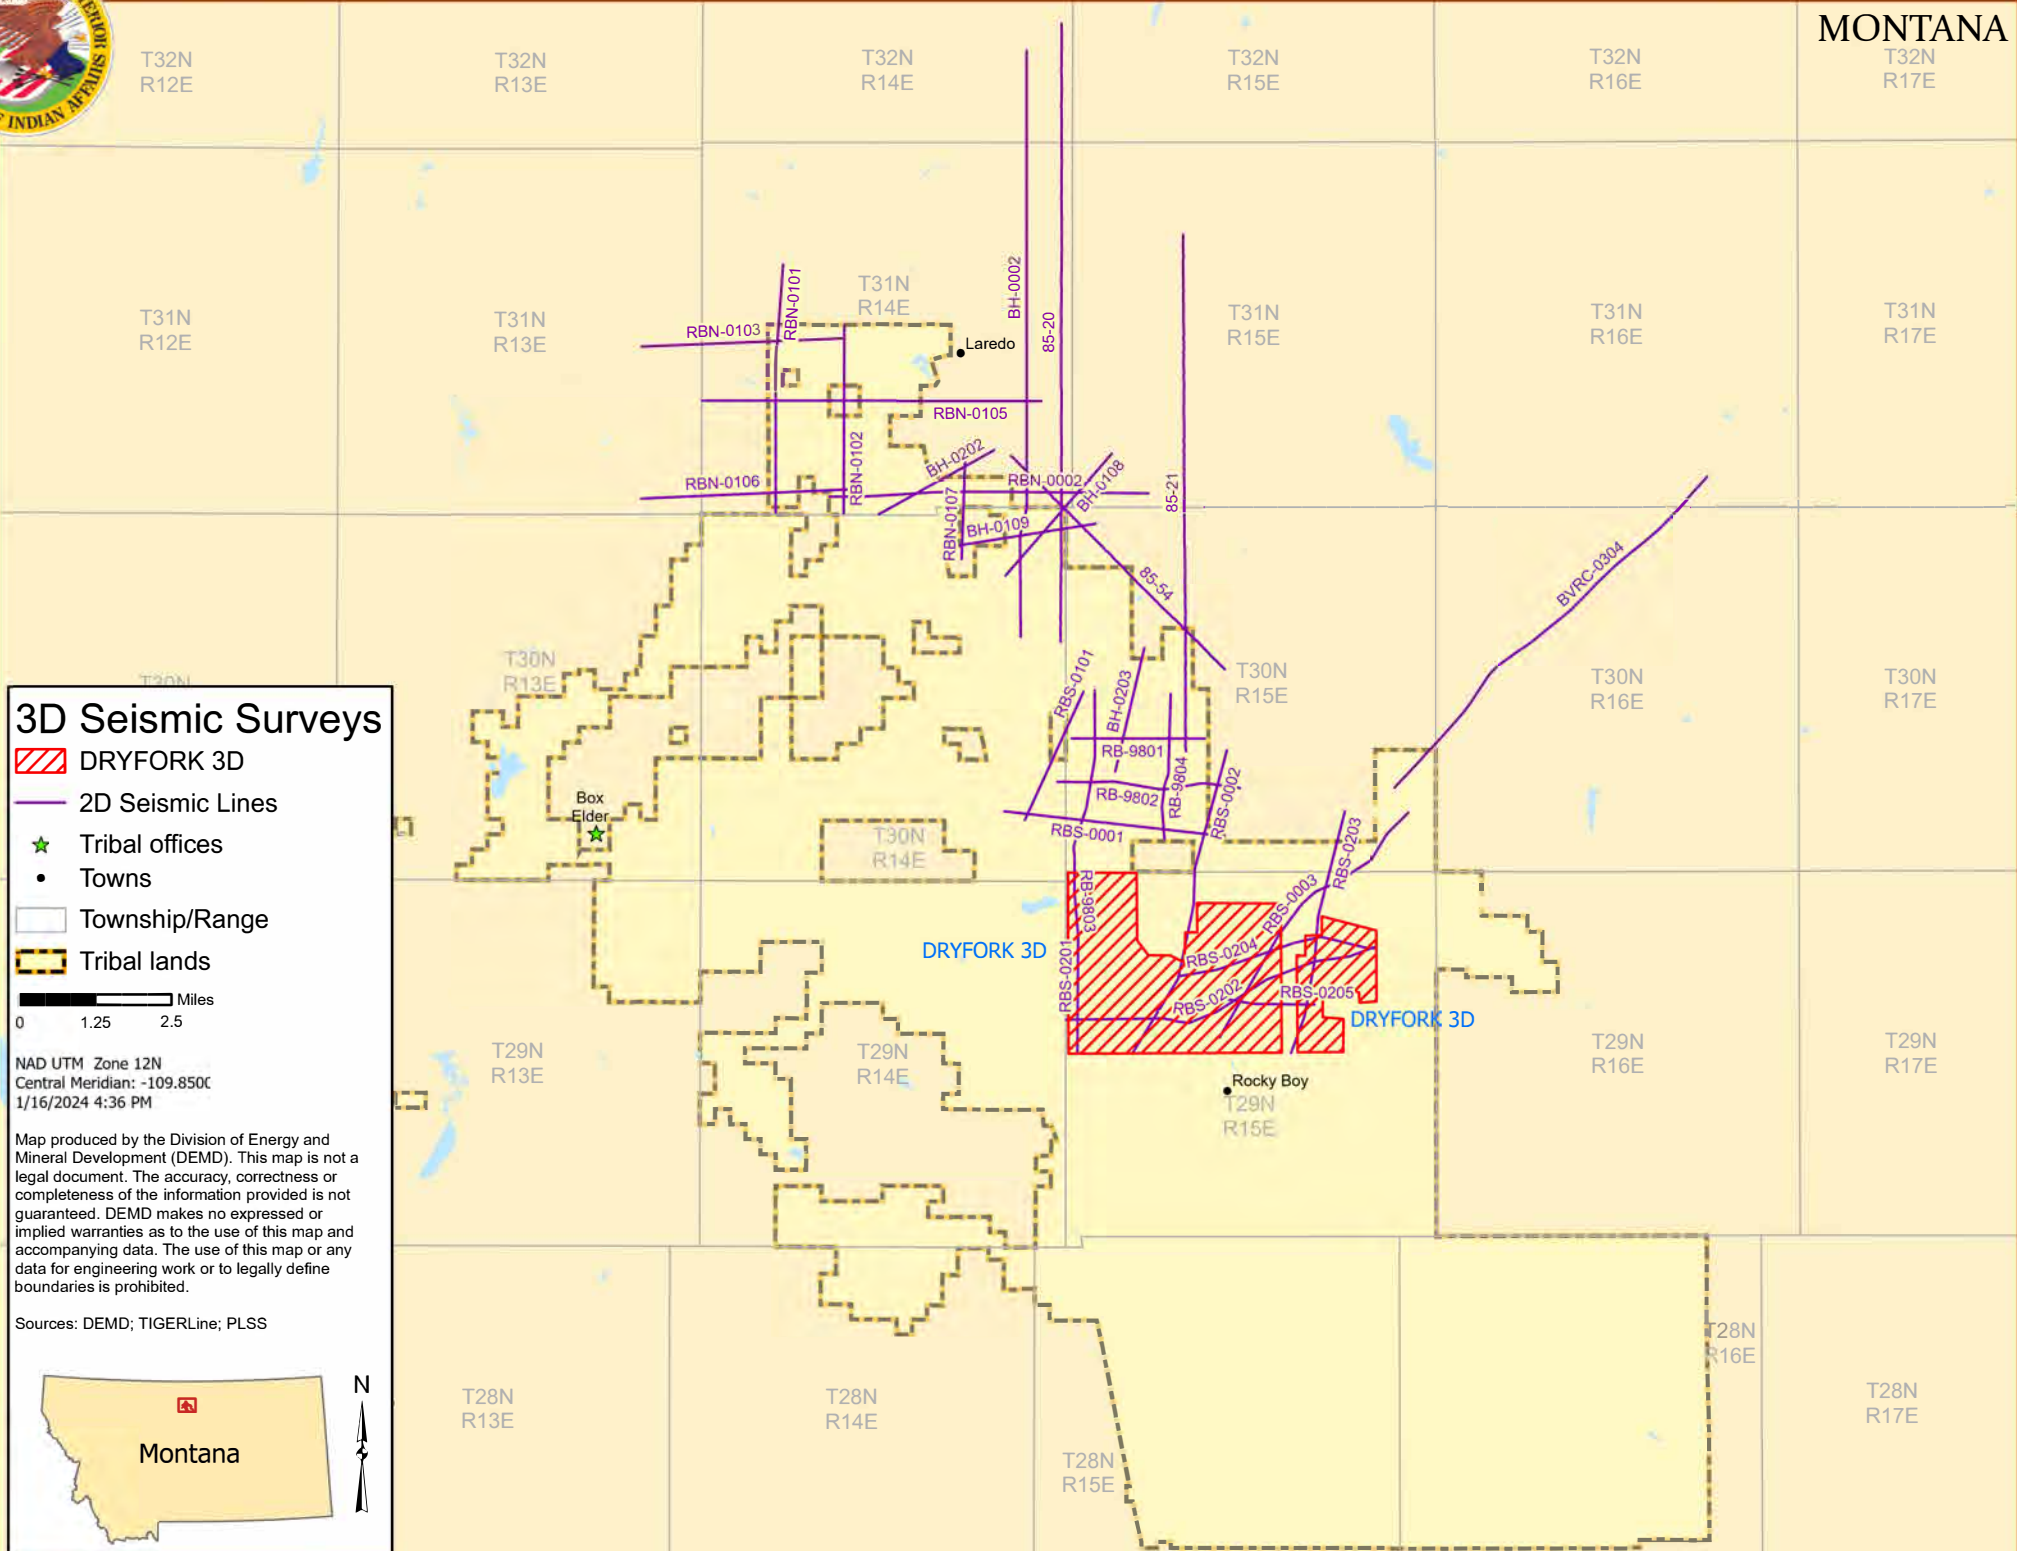 MONTANA
INDIAN AFFAIRS
T32N
R12E
T32N
R13E
T32N
R14E
T32N
R15E
T32N
R16E
T32N
R17E
T31N
R12E
T31N
R13E
T31N
R14E
T31N
R15E
T31N
R16E
T31N
R17E
RBN-0101
RBN-0103
BH-0002
85-20
Laredo
RBN-0105
RBN-0102
BH-0202
RBN-0106
RBN-0002
BH-0108
85-21
RBN-0107
BH-0109
85-54
BVRC-0304
T30N
T30N
R13E
T30N
R15E
T30N
R16E
T30N
R17E
RBS-0101
BH-0203
RB-9801
RB-9802
RB-9804
RBS-0002
RBS-0001
Box
Elder
T30N
R14E
RBS-0203
RB-9803
RBS-0003
DRYFORK 3D
RBS-0201
RBS-0204
RBS-0202
RBS-0205
DRYFORK 3D
T29N
R13E
T29N
R14E
Rocky Boy
T29N
R15E
T29N
R16E
T29N
R17E
T28N
R13E
T28N
R14E
T28N
R15E
T28N
R16E
T28N
R17E
3D Seismic Surveys
DRYFORK 3D
2D Seismic Lines
Tribal offices
Towns
Township/Range
Tribal lands
Miles
0 1.25 2.5
NAD UTM Zone 12N
Central Meridian: -109.850
1/16/2024 4:36 PM
Map produced by the Division of Energy and
Mineral Development (DEMD). This map is not a
legal document. The accuracy, correctness or
completeness of the information provided is not
guaranteed. DEMD makes no expressed or
implied warranties as to the use of this map and
accompanying data. The use of this map or any
data for engineering work or to legally define
boundaries is prohibited.
Sources: DEMD; TIGERLine; PLSS
N
Montana